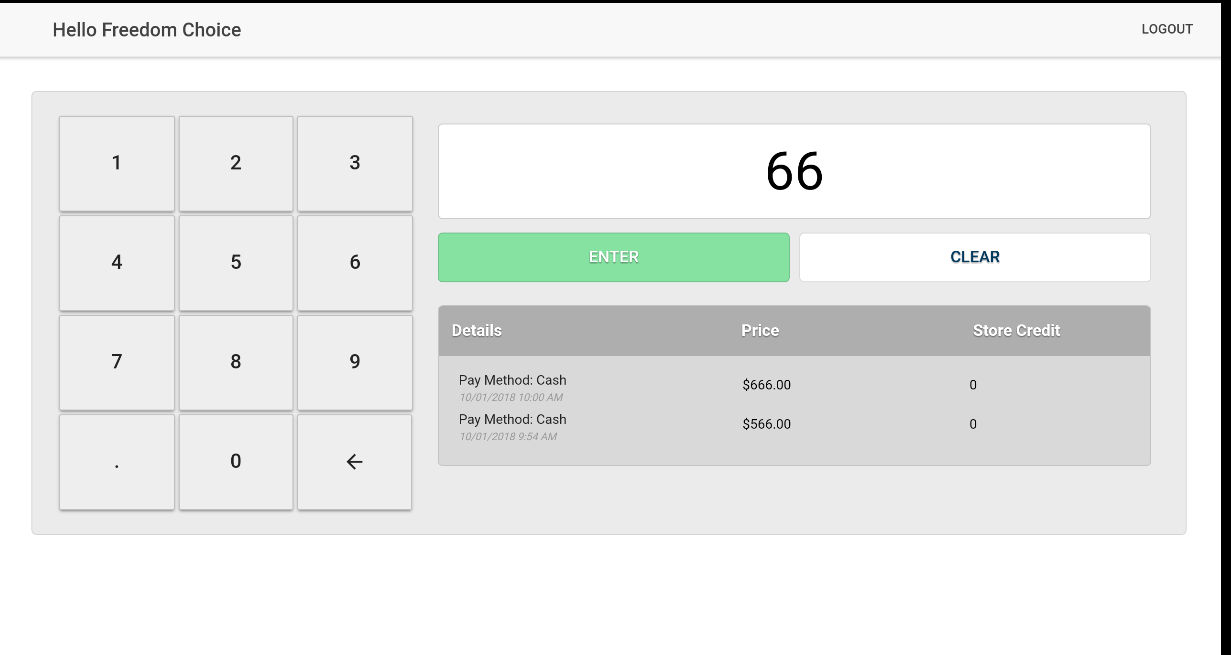 Hello Freedom Choice
LOGOUT
1 2 3
4 5 6
7 8 9
. 0 ←
66
ENTER CLEAR
Details Price Store Credit
Pay Method: Cash $666.00 0
10/01/2018 10:00 AM
Pay Method: Cash $566.00 0
10/01/2018 9:54 AM